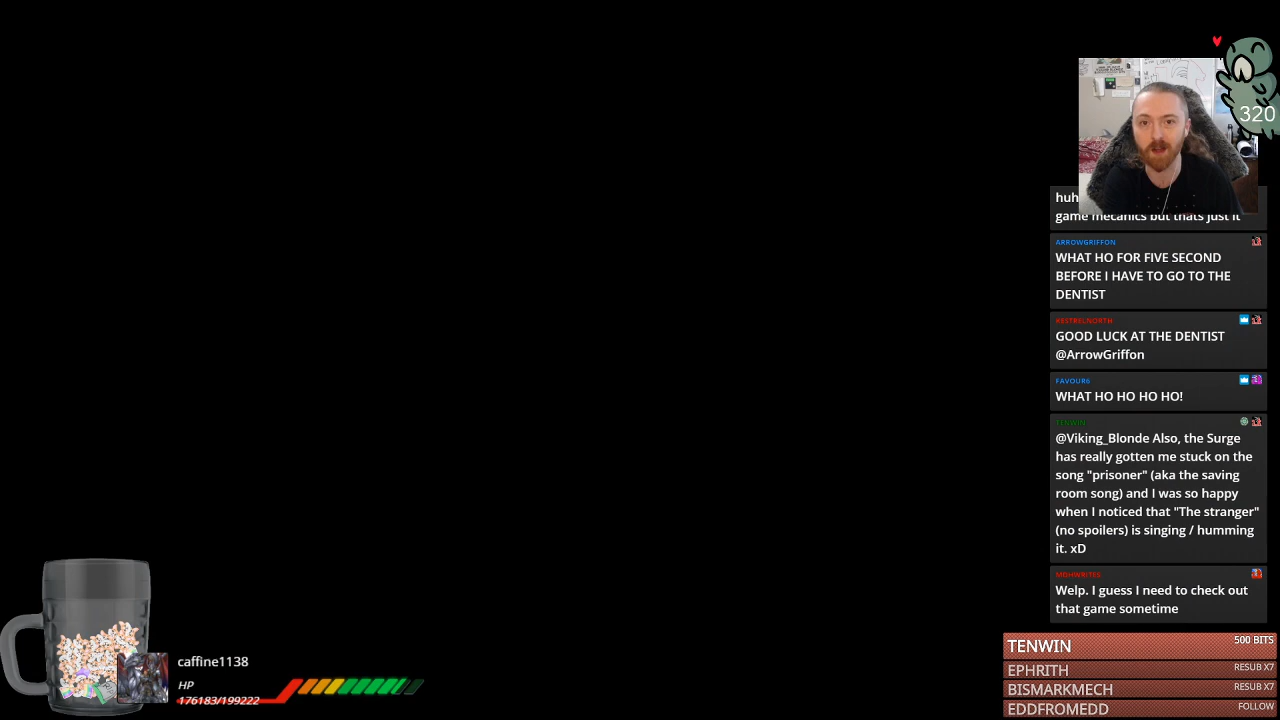 320
huh
game mecanics but thats just it
ARROWGRIFFON
WHAT HO FOR FIVE SECOND
BEFORE I HAVE TO GO TO THE
DENTIST
KESTRELNORTH
GOOD LUCK AT THE DENTIST
@ArrowGriffon
FAVOUR6
WHAT HO HO HO HO!
TENWIN
@Viking_Blonde Also, the Surge
has really gotten me stuck on the
song "prisoner" (aka the saving
room song) and I was so happy
when I noticed that "The stranger"
(no spoilers) is singing / humming
it. xD
MDHWRITES
Welp. I guess I need to check out
that game sometime
TENWIN 500 BITS
EPHRITH RESUB X7
BISMARKMECH RESUB X7
EDDFROMEDD FOLLOW
caffine1138
HP
176183/199222